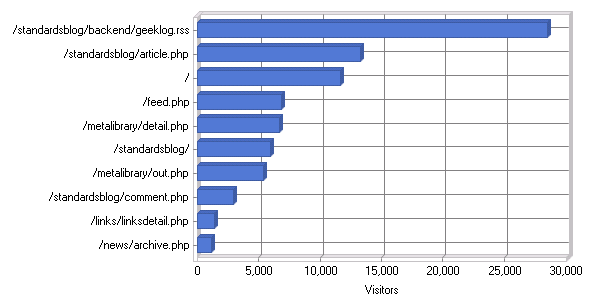 /standardsblog/backend/geeklog.rss
/standardsblog/article.php
/
/feed.php
/metalibrary/detail.php
/standardsblog/
/metalibrary/out.php
/standardsblog/comment.php
/links/linksdetail.php
/news/archive.php
0 5,000 10,000 15,000 20,000 25,000 30,000
Visitors